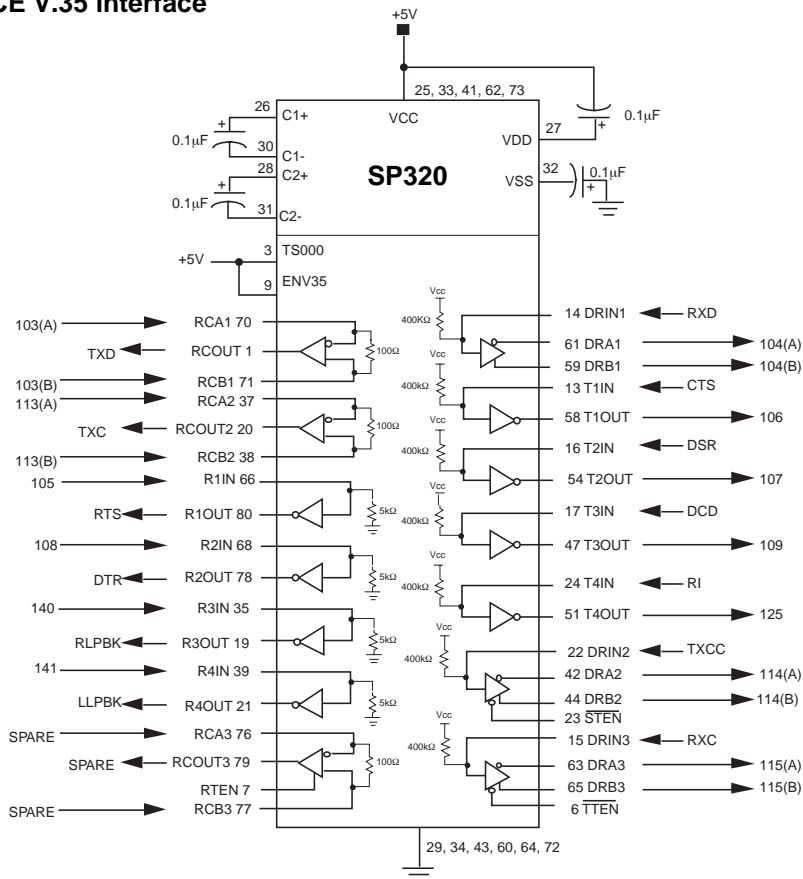 CE V.35 Interface
+5V
25, 33, 41, 62, 73
VCC
26
C1+
+
0.1µF
30
C1-
28
C2+
+
0.1µF
31
C2-
SP320
VDD
27
+
0.1µF
VSS
32
+
0.1µF
+5V
3 TS000
9 ENV35
103(A) RCA1 70
TXD RCOUT 1
100Ω
103(B) RCB1 71
113(A) RCA2 37
TXC RCOUT2 20
100Ω
113(B) RCB2 38
105 R1IN 66
RTS R1OUT 80
5kΩ
108 R2IN 68
DTR R2OUT 78
5kΩ
140 R3IN 35
RLPBK R3OUT 19
5kΩ
141 R4IN 39
LLPBK R4OUT 21
5kΩ
SPARE RCA3 76
SPARE RCOUT3 79
100Ω
RTEN 7
SPARE RCB3 77
Vcc
400KΩ
14 DRIN1 RXD
61 DRA1 104(A)
59 DRB1 104(B)
Vcc
400kΩ
13 T1IN CTS
58 T1OUT 106
Vcc
400kΩ
16 T2IN DSR
54 T2OUT 107
Vcc
400kΩ
17 T3IN DCD
47 T3OUT 109
Vcc
400kΩ
24 T4IN RI
51 T4OUT 125
Vcc
400kΩ
22 DRIN2 TXCC
42 DRA2 114(A)
44 DRB2 114(B)
23 STEN
Vcc
400kΩ
15 DRIN3 RXC
63 DRA3 115(A)
65 DRB3 115(B)
6 TTEN
29, 34, 43, 60, 64, 72